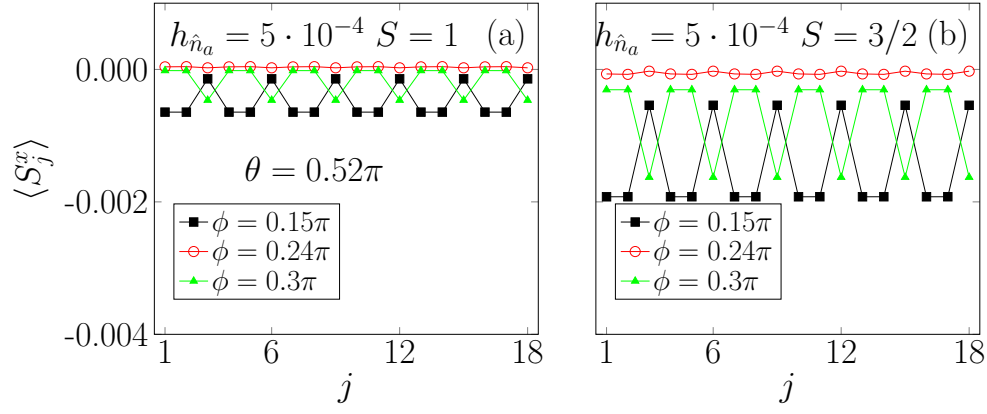 h_{n̂_a} = 5 · 10^{-4} S = 1 (a)
h_{n̂_a} = 5 · 10^{-4} S = 3/2 (b)
0.000
-0.002
-0.004
⟨S_j^x⟩
θ = 0.52π
ϕ = 0.15π
ϕ = 0.24π
ϕ = 0.3π
ϕ = 0.15π
ϕ = 0.24π
ϕ = 0.3π
1 6 12 18
1 6 12 18
j
j